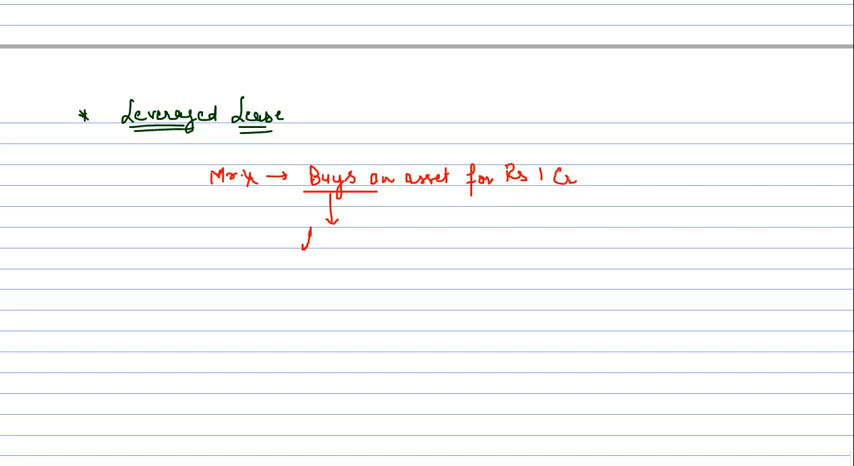 * Leveraged Lease
Mr. X → Buys an asset for Rs 1 Cr